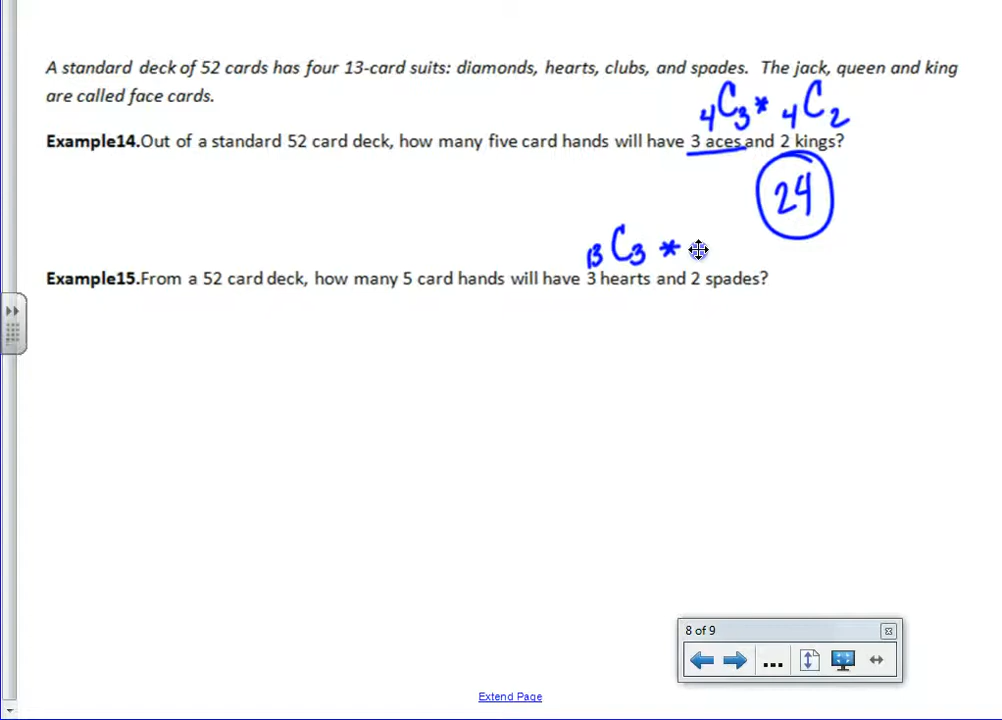 A standard deck of 52 cards has four 13-card suits: diamonds, hearts, clubs, and spades. The jack, queen and king
are called face cards.
4C3 * 4C2
Example14.Out of a standard 52 card deck, how many five card hands will have 3 aces and 2 kings?
24
13C3 *
Example15.From a 52 card deck, how many 5 card hands will have 3 hearts and 2 spades?
8 of 9
...
Extend Page